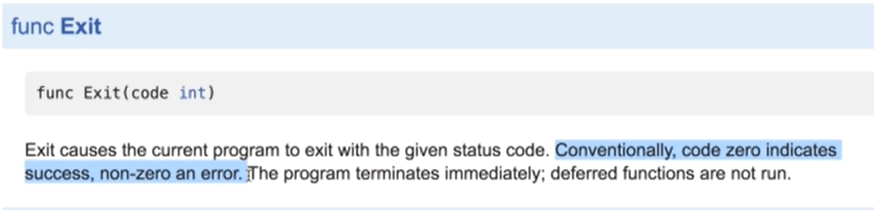 func Exit
func Exit(code int)
Exit causes the current program to exit with the given status code. Conventionally, code zero indicates
success, non-zero an error. The program terminates immediately; deferred functions are not run.